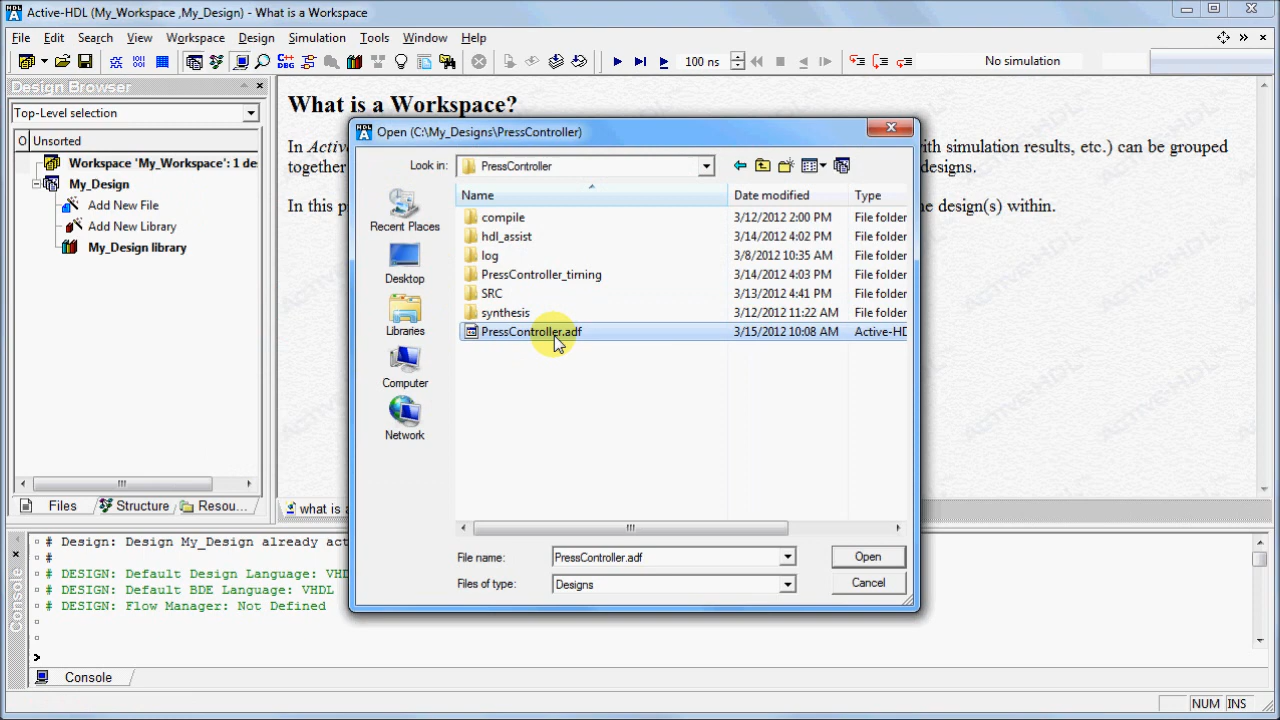 Active-HDL (My_Workspace ,My_Design) - What is a Workspace
File Edit Search View Workspace Design Simulation Tools Window Help
100 ns
No simulation
Design Browser
Top-Level selection
O Unsorted
Workspace 'My_Workspace': 1 de
My_Design
Add New File
Add New Library
My_Design library
Files Structure Resou...
What is a Workspace?
In Active
with simulation results, etc.) can be grouped
together
designs.
In this p
e design(s) within.
what is a
Open (C:\My_Designs\PressController)
Look in: PressController
Name Date modified Type
compile 3/12/2012 2:00 PM File folder
hdl_assist 3/14/2012 4:02 PM File folder
log 3/8/2012 10:35 AM File folder
PressController_timing 3/14/2012 4:03 PM File folder
SRC 3/13/2012 4:41 PM File folder
synthesis 3/12/2012 11:22 AM File folder
PressController.adf 3/15/2012 10:08 AM Active-HD
Recent Places
Desktop
Libraries
Computer
Network
File name: PressController.adf Open
Files of type: Designs Cancel
# Design: Design My_Design already act
#
# DESIGN: Default Design Language: VHD
# DESIGN: Default BDE Language: VHDL
# DESIGN: Flow Manager: Not Defined
>
Console
Console
NUM INS